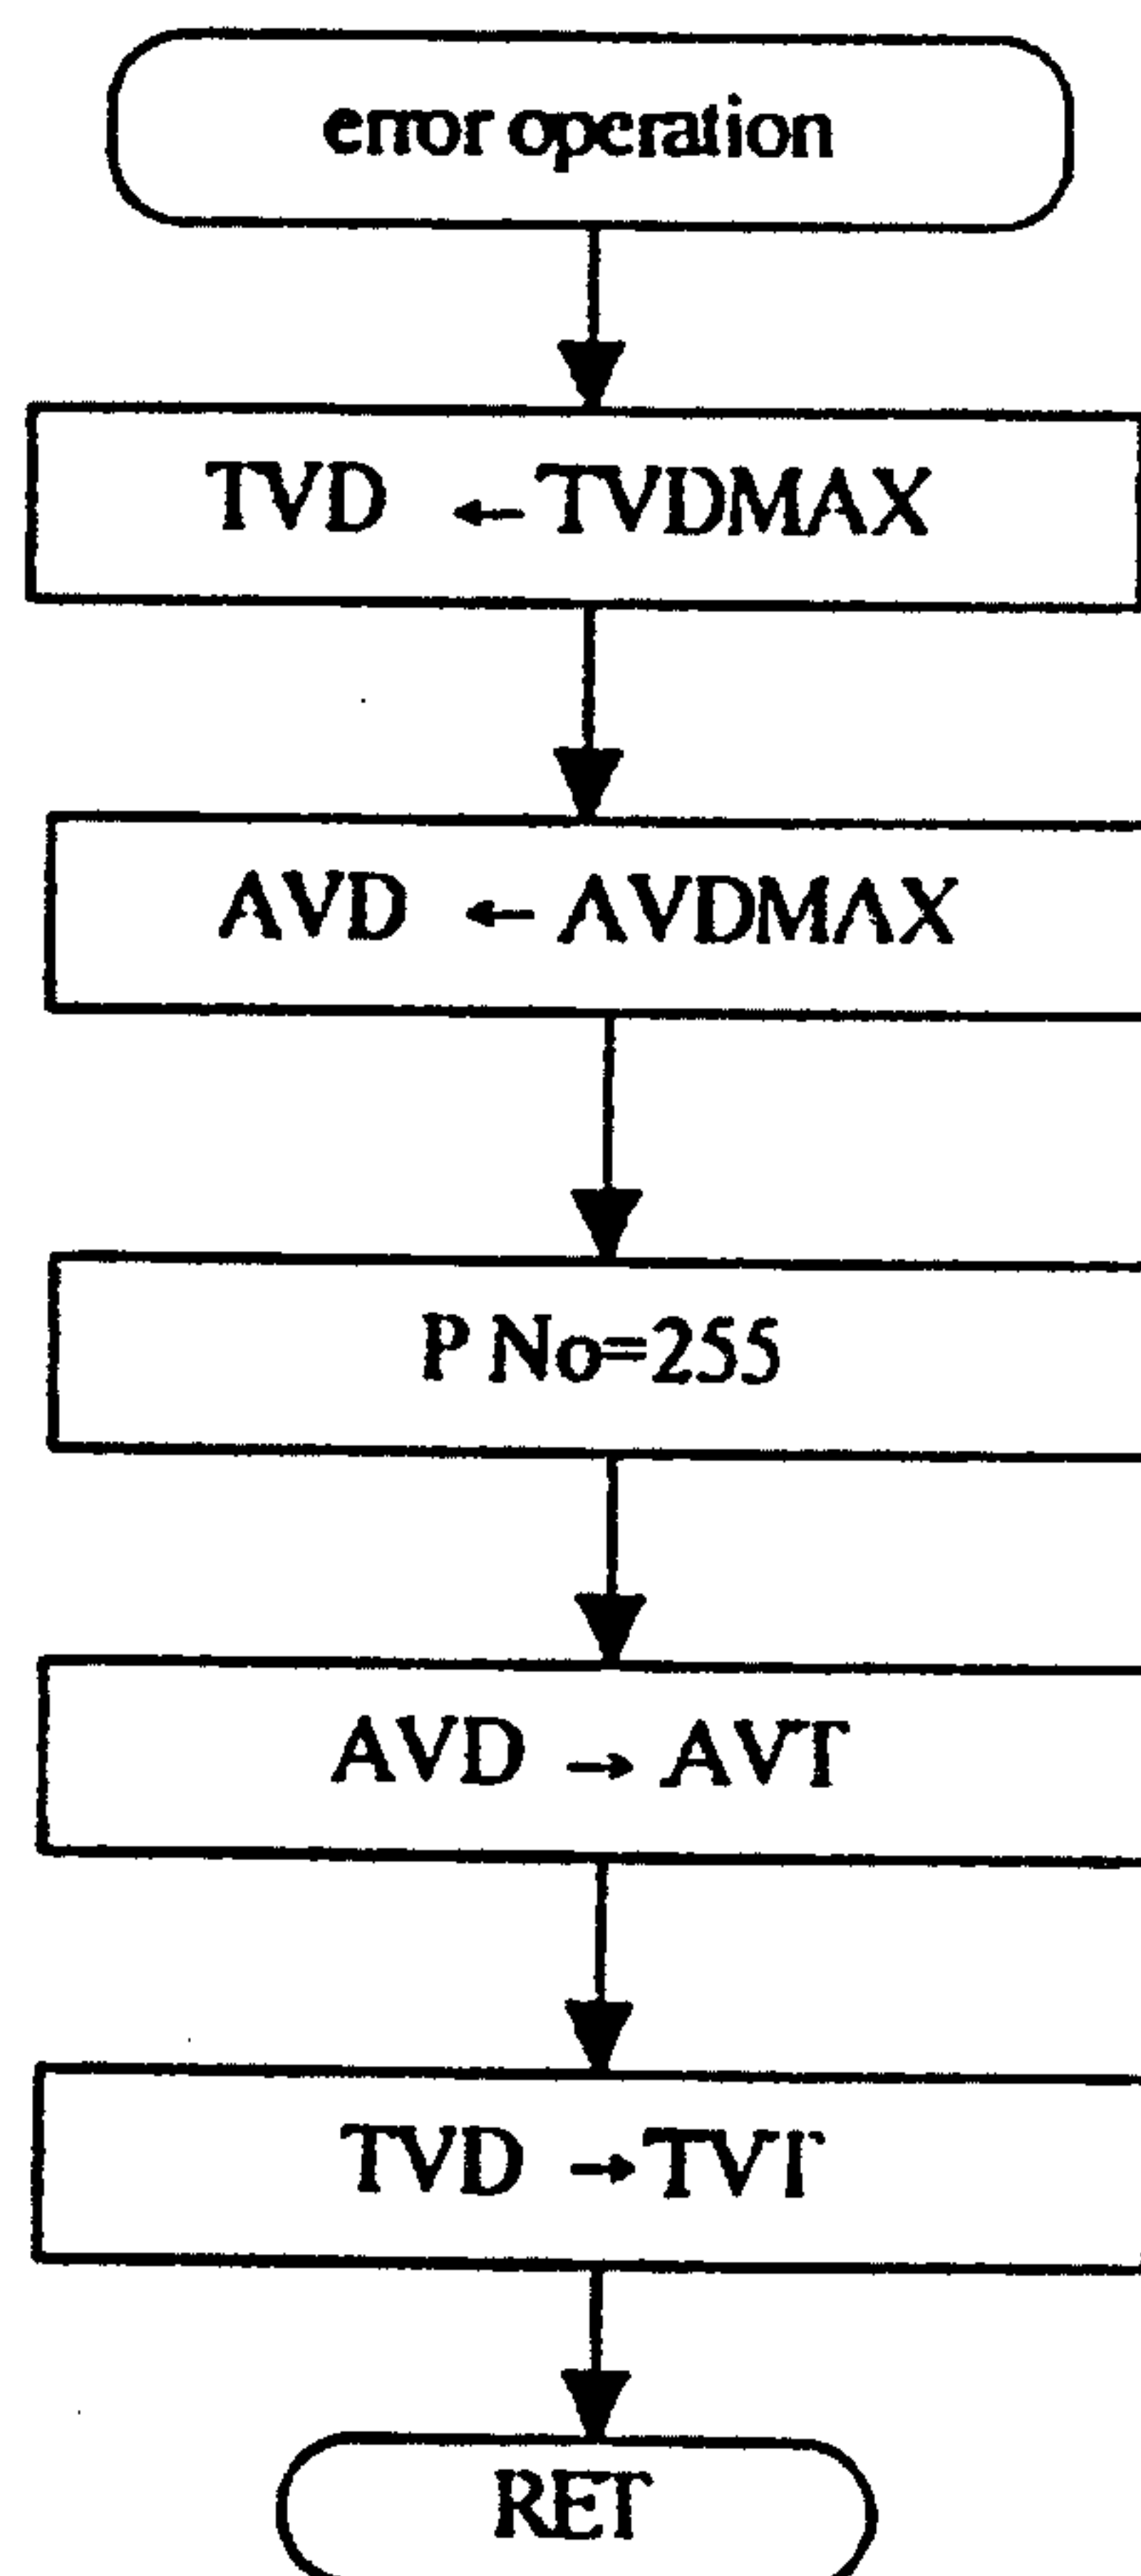 error operation
TVD ← TVDMAX
AVD ← AVDMAX
P No=255
AVD → AVT
TVD → TVT
RET